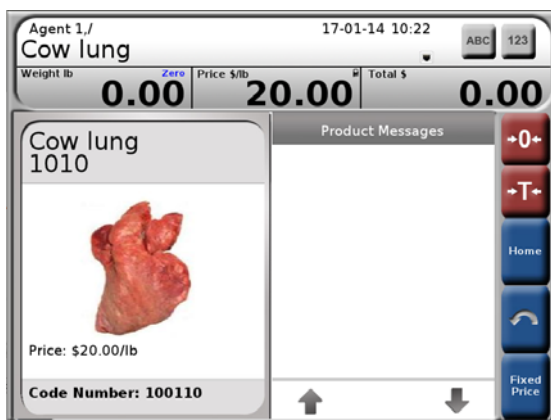 Agent 1,/
17-01-14 10:22
Cow lung
ABC
123
Weight lb
Zero
Price $/lb
Total $
0.00
20.00
0.00
Cow lung
1010
Price: $20.00/lb
Code Number: 100110
Product Messages
→0←
→T←
Home
Fixed
Price